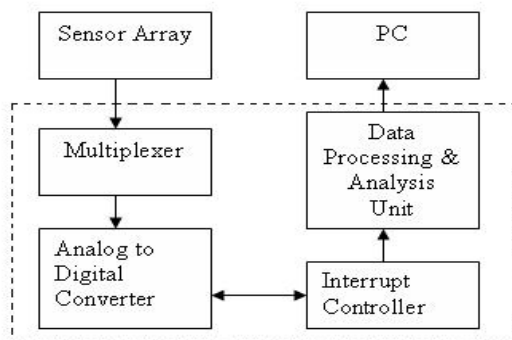 Sensor Array
PC
Multiplexer
Data
Processing &
Analysis
Unit
Analog to
Digital
Converter
Interrupt
Controller